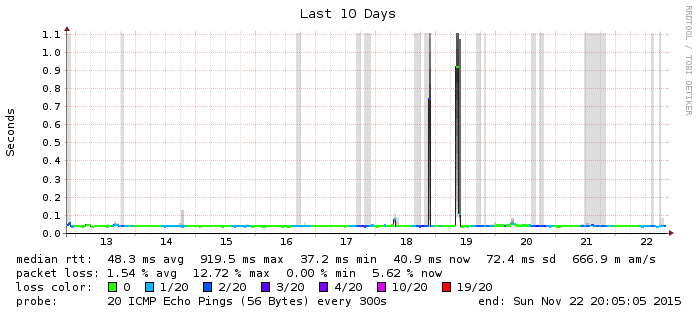 Last 10 Days
RRDTOOL / TOBI OETIKER
Seconds
1.1
1.0
0.9
0.8
0.7
0.6
0.5
0.4
0.3
0.2
0.1
0.0
13 14 15 16 17 18 19 20 21 22
median rtt: 48.3 ms avg 919.5 ms max 37.2 ms min 40.9 ms now 72.4 ms sd 666.9 m am/s
packet loss: 1.54 % avg 12.72 % max 0.00 % min 5.62 % now
loss color: 0 1/20 2/20 3/20 4/20 10/20 19/20
probe: 20 ICMP Echo Pings (56 Bytes) every 300s end: Sun Nov 22 20:05:05 2015